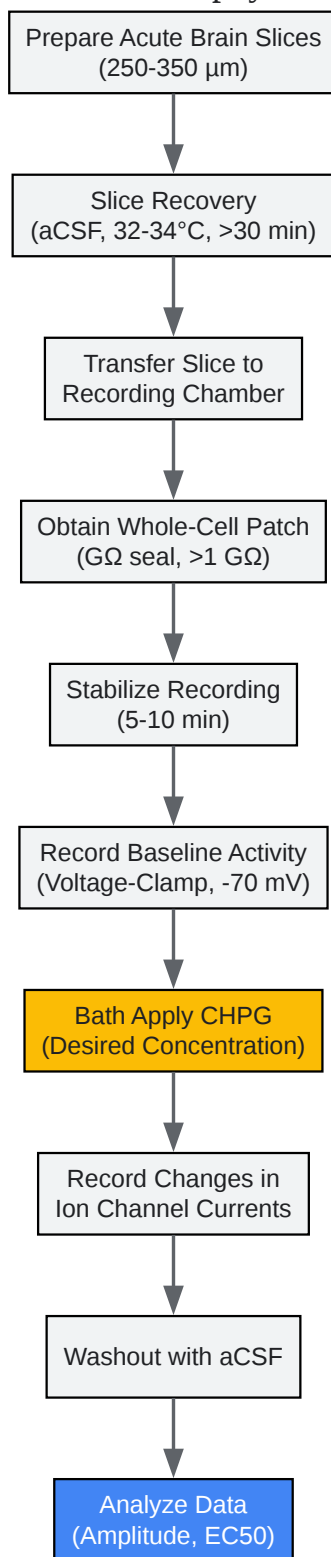 Prepare Acute Brain Slices
(250-350 µm)
Slice Recovery
(aCSF, 32-34°C, >30 min)
Transfer Slice to
Recording Chamber
Obtain Whole-Cell Patch
(GΩ seal, >1 GΩ)
Stabilize Recording
(5-10 min)
Record Baseline Activity
(Voltage-Clamp, -70 mV)
Bath Apply CHPG
(Desired Concentration)
Record Changes in
Ion Channel Currents
Washout with aCSF
Analyze Data
(Amplitude, EC50)